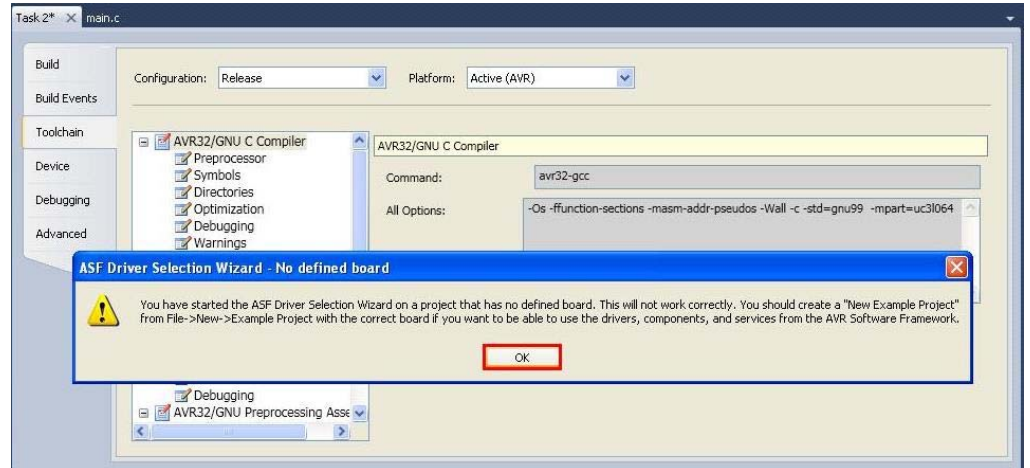 Task 2* main.c
Build
Build Events
Toolchain
Device
Debugging
Advanced
Configuration: Release Platform: Active (AVR)
AVR32/GNU C Compiler
Preprocessor
Symbols
Directories
Optimization
Debugging
Warnings
AVR32/GNU C Compiler
Command: avr32-gcc
All Options: -Os -ffunction-sections -masm-addr-pseudos -Wall -c -std=gnu99 -mpart=uc3l064
ASF Driver Selection Wizard - No defined board
You have started the ASF Driver Selection Wizard on a project that has no defined board. This will not work correctly. You should create a "New Example Project"
from File->New->Example Project with the correct board if you want to be able to use the drivers, components, and services from the AVR Software Framework.
OK
Debugging
AVR32/GNU Preprocessing Asse